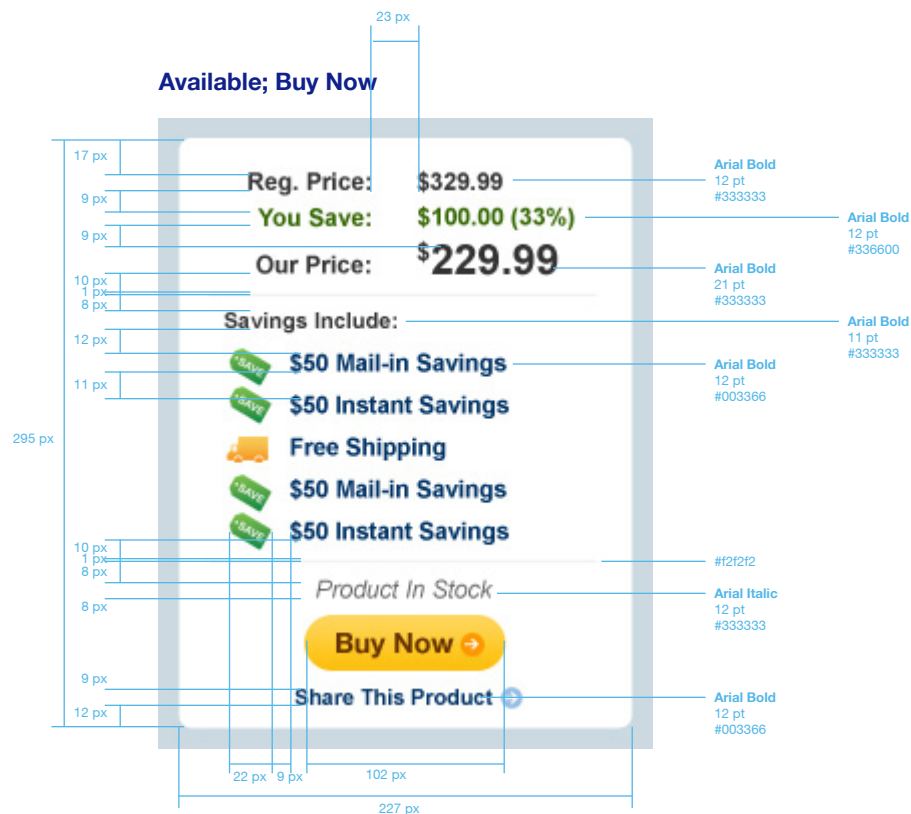 23 px
Available; Buy Now
17 px
Reg. Price: $329.99
Arial Bold
12 pt
#333333
9 px
You Save: $100.00 (33%)
Arial Bold
12 pt
#336600
9 px
Our Price: $229.99
Arial Bold
21 pt
#333333
10 px
1 px
8 px
Savings Include:
Arial Bold
11 pt
#333333
12 px
SAVE $50 Mail-in Savings
Arial Bold
12 pt
#003366
11 px
SAVE $50 Instant Savings
295 px
Free Shipping
SAVE $50 Mail-in Savings
SAVE $50 Instant Savings
10 px
1 px
8 px
#f2f2f2
Product In Stock
Arial Italic
12 pt
#333333
8 px
Buy Now
9 px
Share This Product
Arial Bold
12 pt
#003366
12 px
22 px
9 px
102 px
227 px